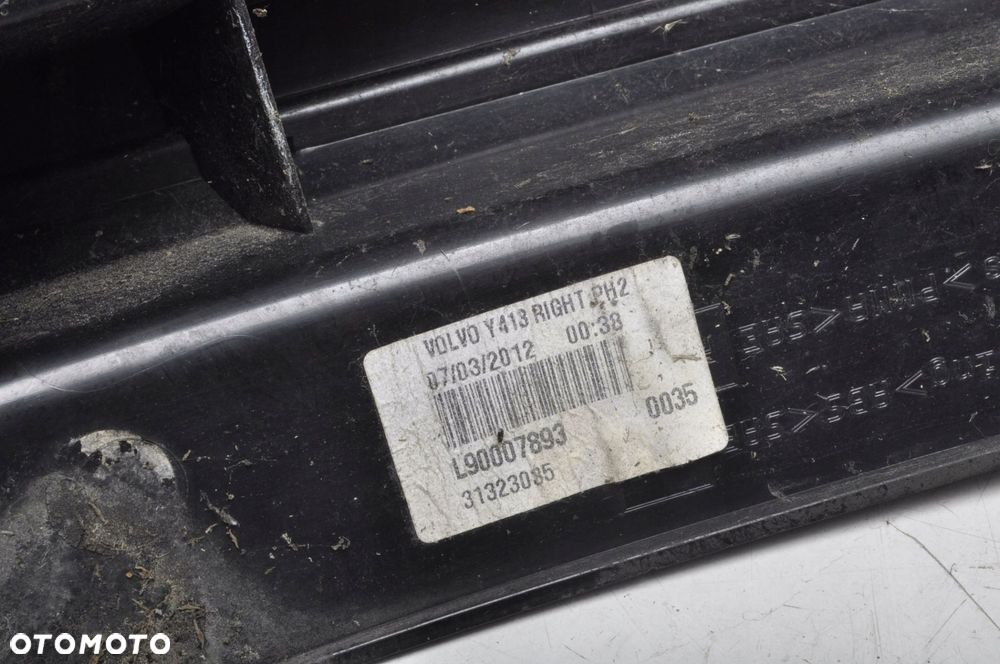 VOLVO Y413 RIGHT PH2
07/03/2012 00:38
L90007893 0035
31323085
OTOMOTO